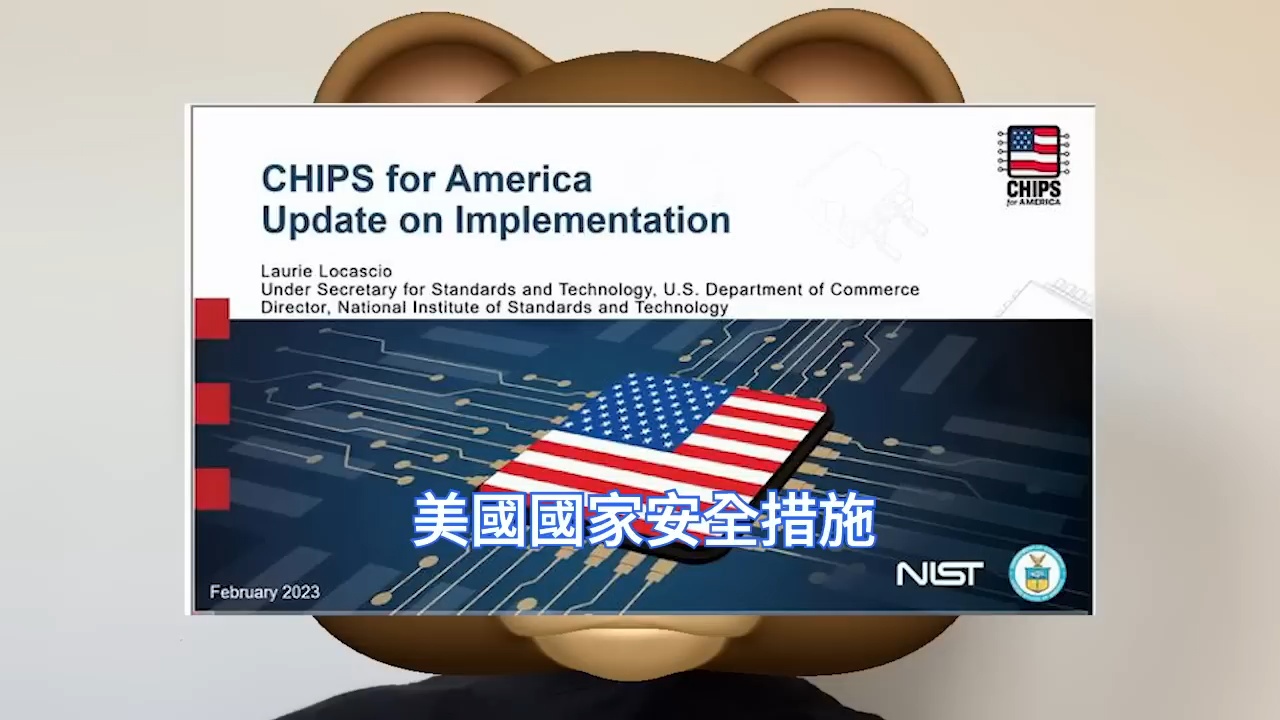 CHIPS for America
Update on Implementation
CHIPS
for AMERICA
Laurie Locascio
Under Secretary for Standards and Technology, U.S. Department of Commerce
Director, National Institute of Standards and Technology
美國國家安全措施
NIST
February 2023